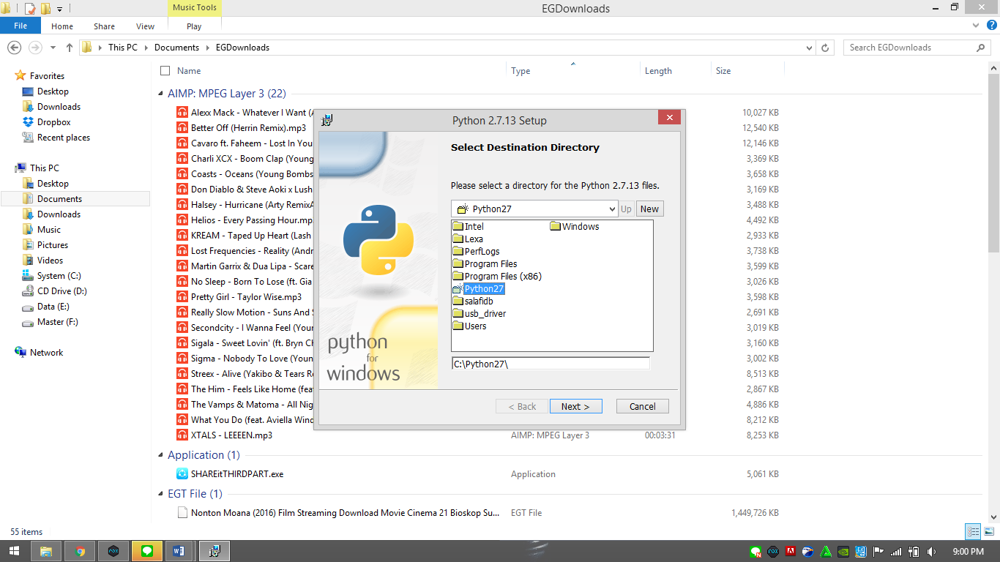 Music Tools
EGDownloads
File Home Share View Play
This PC Documents EGDownloads
Search EGDownloads
Favorites
Desktop
Downloads
Dropbox
Recent places
This PC
Desktop
Documents
Downloads
Music
Pictures
Videos
System (C:)
CD Drive (D:)
Data (E:)
Master (F:)
Network
Name Type Length Size
AIMP: MPEG Layer 3 (22)
Alexx Mack - Whatever I Want (A 10,027 KB
Better Off (Herrin Remix).mp3 12,540 KB
Cavaro ft. Faheem - Lost In You 12,146 KB
Charli XCX - Boom Clap (Young 3,369 KB
Coasts - Oceans (Young Bombs 3,658 KB
Don Diablo & Steve Aoki x Lush 3,169 KB
Halsey - Hurricane (Arty RemixA 3,488 KB
Helios - Every Passing Hour.mp 4,492 KB
KREAM - Taped Up Heart (Lash 2,933 KB
Lost Frequencies - Reality (Andr 3,738 KB
Martin Garrix & Dua Lipa - Scare 3,599 KB
No Sleep - Born To Lose (ft. Gia 3,026 KB
Pretty Girl - Taylor Wise.mp3 3,598 KB
Really Slow Motion - Suns And S 2,691 KB
Secondcity - I Wanna Feel (Your 3,019 KB
Sigala - Sweet Lovin' (ft. Bryn Ch 3,160 KB
Sigma - Nobody To Love (Youn 3,002 KB
Streex - Alive (Yakibo & Tears R 8,513 KB
The Him - Feels Like Home (feat 2,867 KB
The Vamps & Matoma - All Nig 4,886 KB
What You Do (feat. Aviella Wind 8,212 KB
XTALS - LEEEEN.mp3 AIMP: MPEG Layer 3 00:03:31 8,253 KB
Application (1)
SHAREitTHIRDPART.exe Application 5,061 KB
EGT File (1)
Nonton Moana (2016) Film Streaming Download Movie Cinema 21 Bioskop Su... EGT File 1,449,726 KB
Python 2.7.13 Setup
Select Destination Directory
Please select a directory for the Python 2.7.13 files.
Python27 Up New
Intel Windows
Lexa
PerfLogs
Program Files
Program Files (x86)
Python27
salafidb
usb_driver
Users
C:\Python27\
python
for
windows
< Back Next > Cancel
55 items
9:00 PM